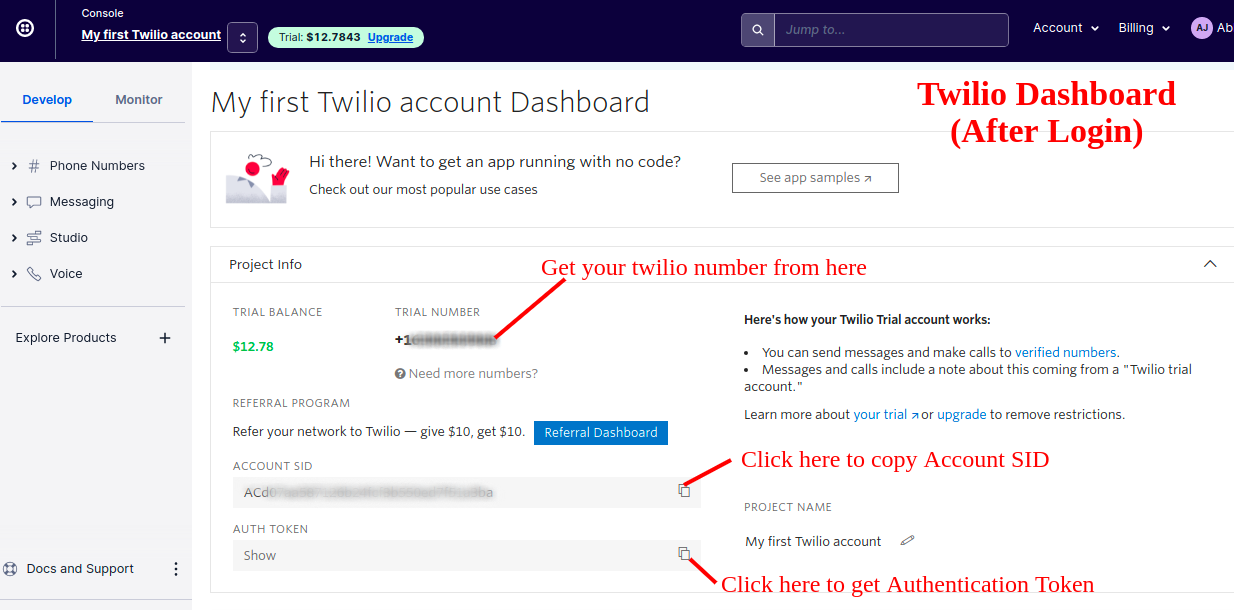 Console
My first Twilio account
Trial: $12.7843 Upgrade
Jump to...
Account
Billing
AJ Ab
Develop
Monitor
Phone Numbers
Messaging
Studio
Voice
Explore Products
Docs and Support
My first Twilio account Dashboard
Twilio Dashboard
(After Login)
Hi there! Want to get an app running with no code?
Check out our most popular use cases
See app samples
Project Info
Get your twilio number from here
TRIAL BALANCE
$12.78
TRIAL NUMBER
+1
Need more numbers?
REFERRAL PROGRAM
Refer your network to Twilio — give $10, get $10.
Referral Dashboard
ACCOUNT SID
Click here to copy Account SID
AUTH TOKEN
Show
Click here to get Authentication Token
Here's how your Twilio Trial account works:
• You can send messages and make calls to verified numbers.
• Messages and calls include a note about this coming from a "Twilio trial
account."
Learn more about your trial or upgrade to remove restrictions.
PROJECT NAME
My first Twilio account